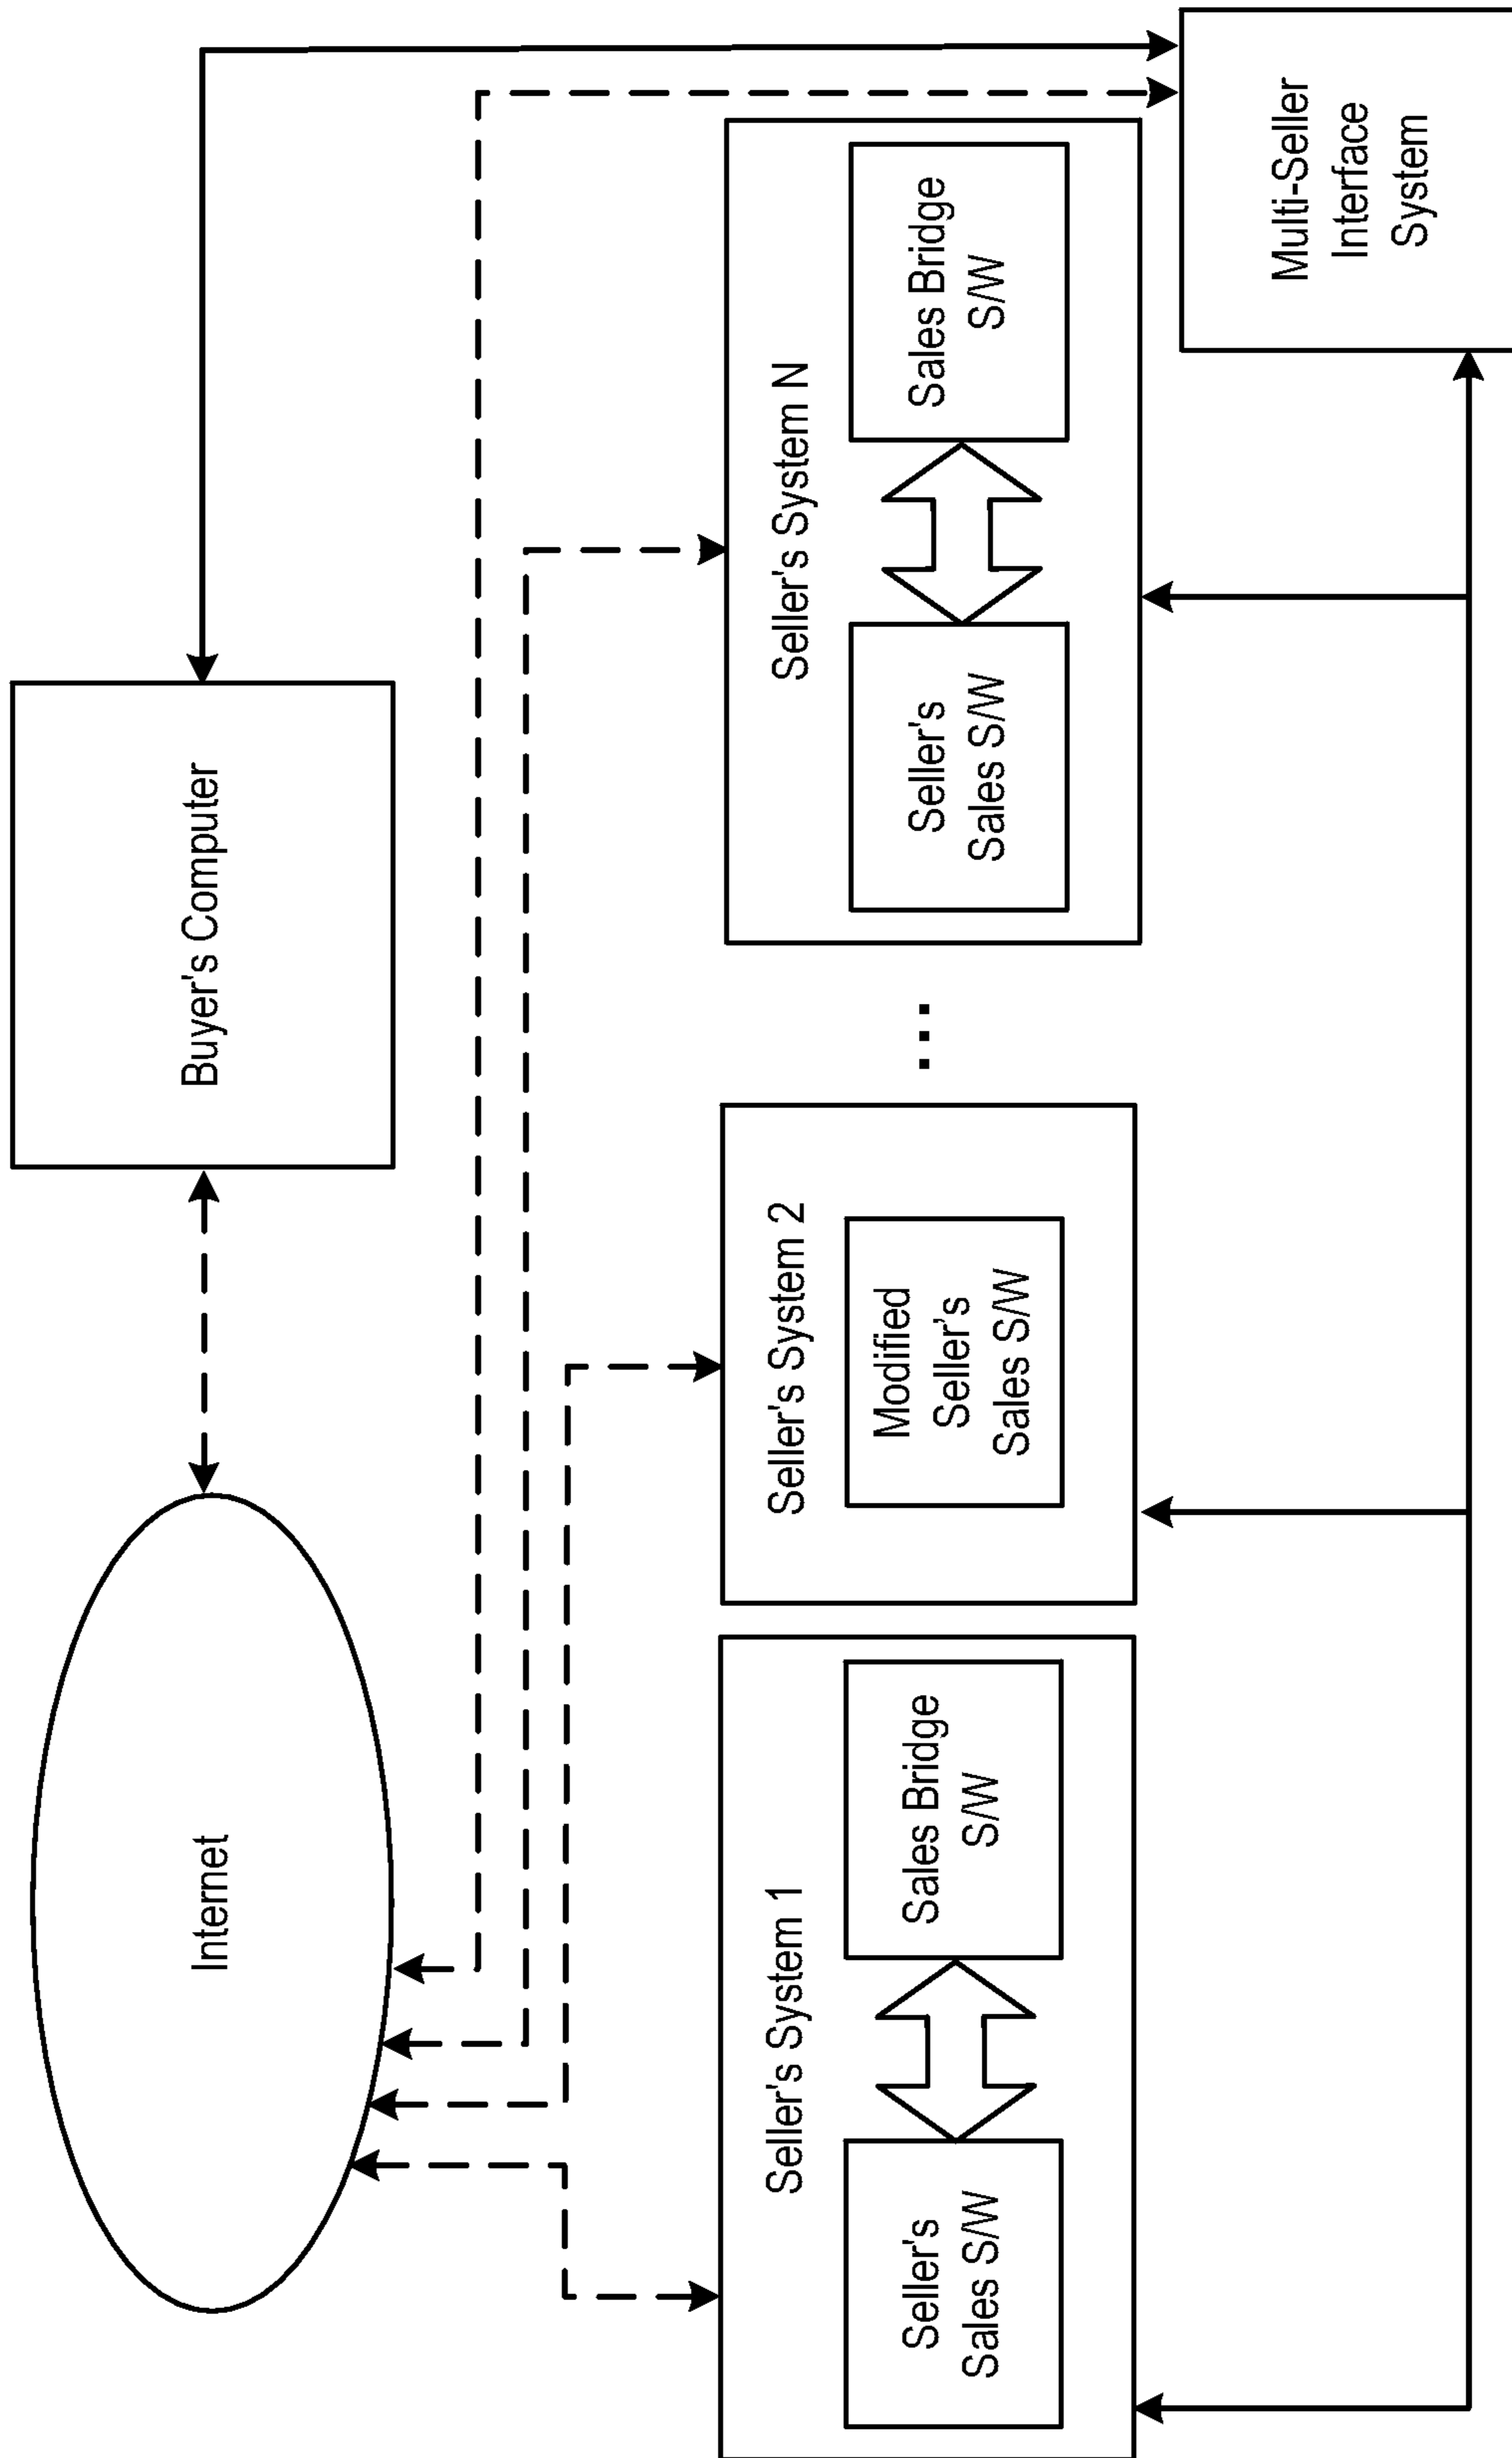 Internet
Buyer's Computer
Seller's System 1
Seller's
Sales S/W
Sales Bridge
S/W
Seller's System 2
Modified
Seller's
Sales S/W
...
Seller's System N
Seller's
Sales S/W
Sales Bridge
S/W
Multi-Seller
Interface
System